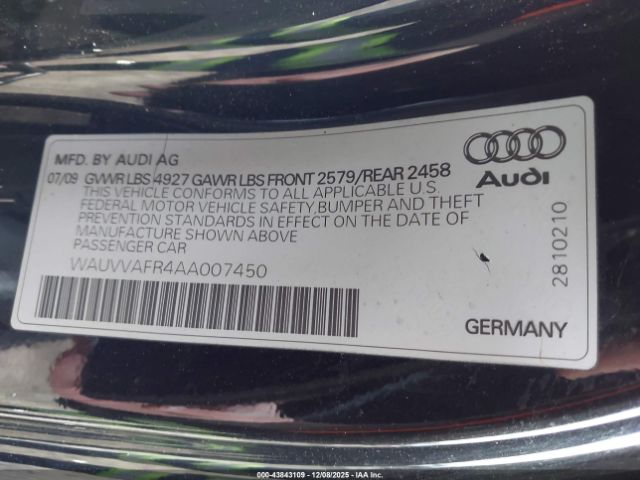 MFD. BY AUDI AG
07/09 GVWR LBS 4927 GAWR LBS FRONT 2579/REAR 2458
THIS VEHICLE CONFORMS TO ALL APPLICABLE U.S.
FEDERAL MOTOR VEHICLE SAFETY,BUMPER AND THEFT
PREVENTION STANDARDS IN EFFECT ON THE DATE OF
MANUFACTURE SHOWN ABOVE
PASSENGER CAR
WAUVVAFR4AA007450
Audi
2810210
GERMANY
000-43843109 - 12/08/2025 - IAA Inc.